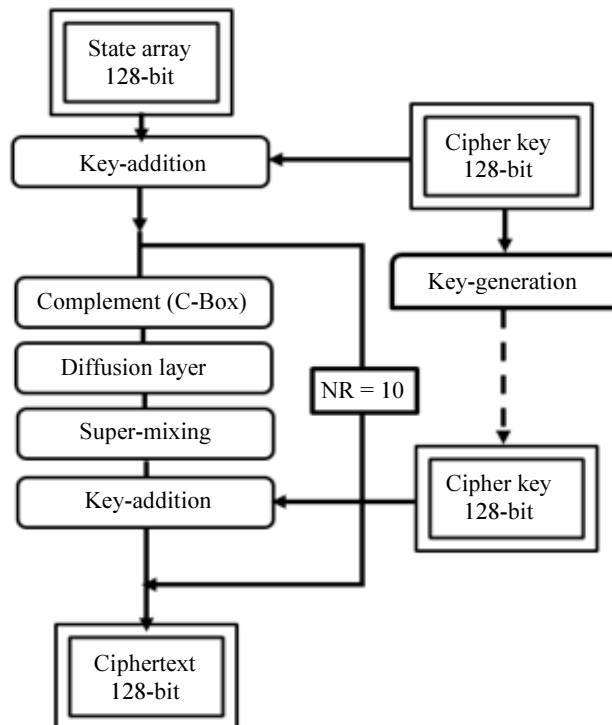 State array
128-bit
Key-addition
Cipher key
128-bit
Key-generation
Complement (C-Box)
Diffusion layer
Super-mixing
Key-addition
NR = 10
Cipher key
128-bit
Ciphertext
128-bit